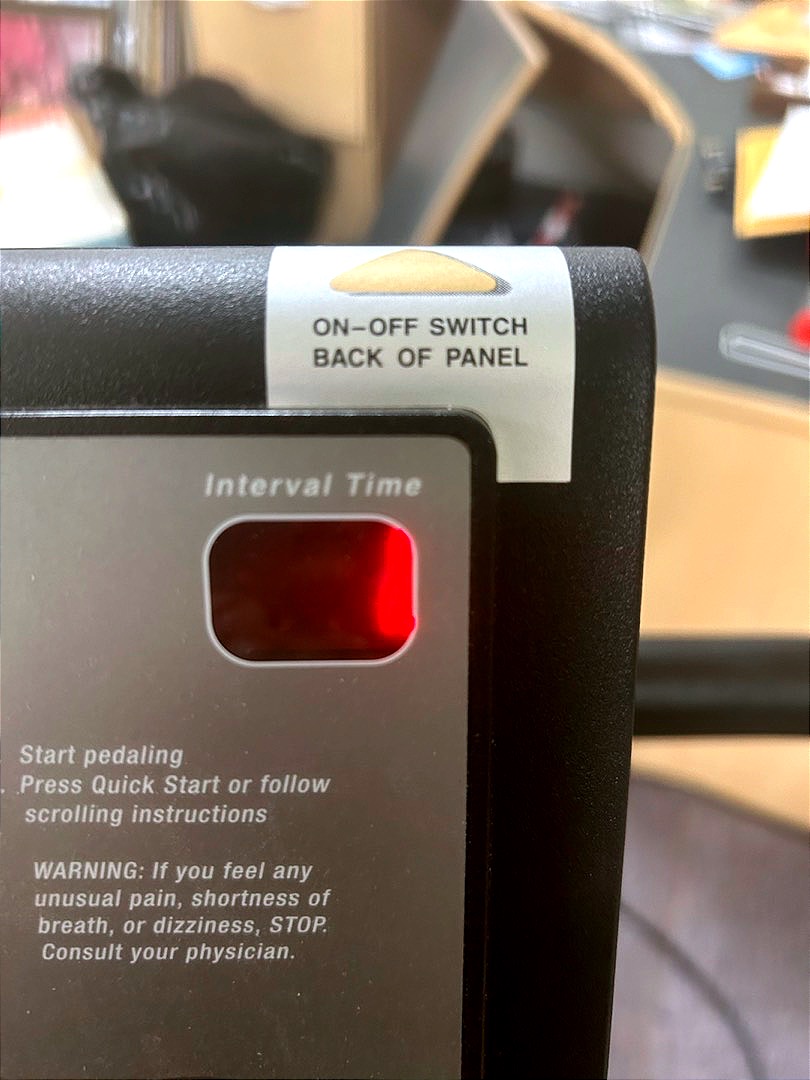 ON-OFF SWITCH
BACK OF PANEL
Interval Time
Start pedaling
. Press Quick Start or follow
scrolling instructions
WARNING: If you feel any
unusual pain, shortness of
breath, or dizziness, STOP.
Consult your physician.